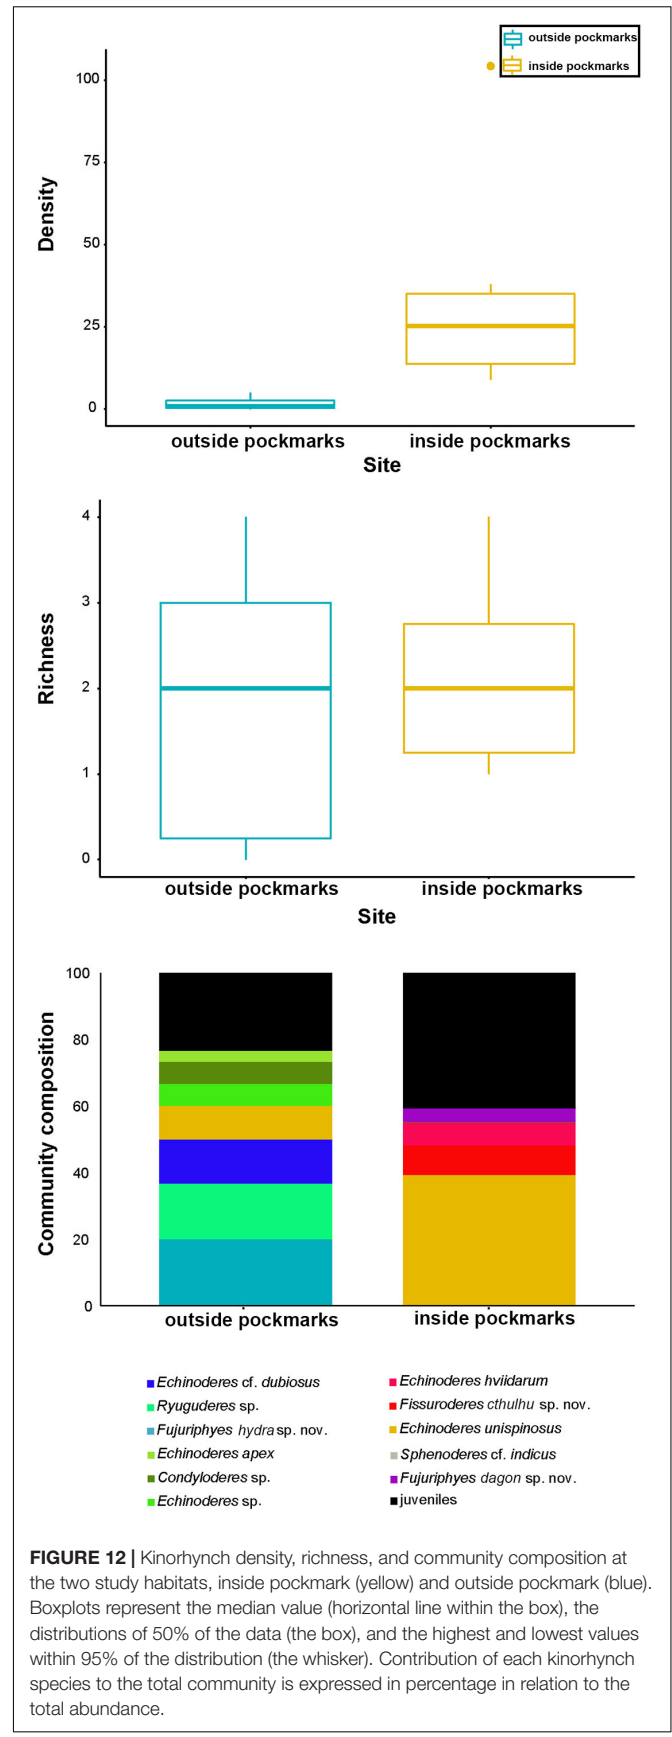 outside pockmarks
inside pockmarks
100
75
50
25
0
Density
outside pockmarks inside pockmarks
Site
4
3
2
1
0
Richness
outside pockmarks inside pockmarks
Site
100
80
60
40
20
0
Community composition
outside pockmarks inside pockmarks
Echinoderes cf. dubiosus
Ryuguderes sp.
Fujuriphyes hydra sp. nov.
Echinoderes apex
Condyloderes sp.
Echinoderes sp.
Echinoderes hviidarum
Fissuroderes cthulhu sp. nov.
Echinoderes unispinosus
Sphenoderes cf. indicus
Fujuriphyes dagon sp. nov.
juveniles
FIGURE 12 | Kinorhynch density, richness, and community composition at
the two study habitats, inside pockmark (yellow) and outside pockmark (blue).
Boxplots represent the median value (horizontal line within the box), the
distributions of 50% of the data (the box), and the highest and lowest values
within 95% of the distribution (the whisker). Contribution of each kinorhynch
species to the total community is expressed in percentage in relation to the
total abundance.